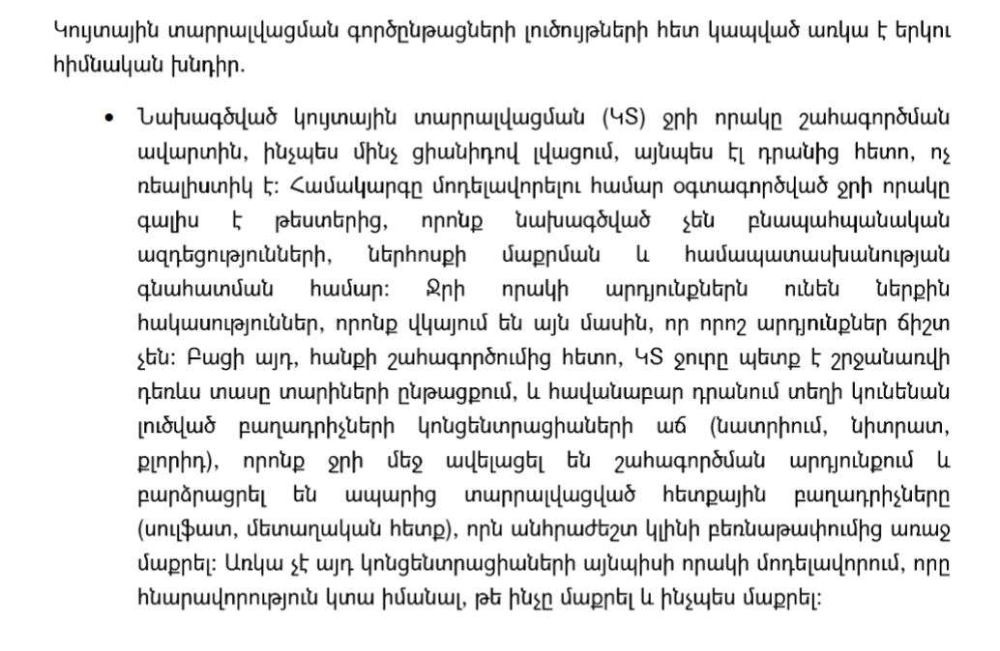 Կույտային տարրալվացման գործընթացների լուծույթների հետ կապված առկա է երկու
հիմնական խնդիր.
• Նախագծված կույտային տարրալվացման (ԿՏ) ջրի որակը շահագործման
ավարտին, ինչպես մինչ ցիանիդով լվացում, այնպես էլ դրանից հետո, ոչ
ռեալիստիկ է: Համակարգը մոդելավորելու համար օգտագործված ջրի որակը
գալիս է թեստերից, որոնք նախագծված չեն բնապահպանական
ազդեցությունների, ներհոսքի մաքրման և համապատասխանության
գնահատման համար: Ջրի որակի արդյունքներն ունեն ներքին
հակասություններ, որոնք վկայում են այն մասին, որ որոշ արդյունքներ ճիշտ
չեն: Բացի այդ, հանքի շահագործումից հետո, ԿՏ ջուրը պետք է շրջանառվի
դեռևս տասը տարիների ընթացքում, և հավանաբար դրանում տեղի կունենան
լուծված բաղադրիչների կոնցենտրացիաների աճ (նատրիում, նիտրատ,
քլորիդ), որոնք ջրի մեջ ավելացել են շահագործման արդյունքում և
բարձրացրել են ապարից տարրալվացված հետքային բաղադրիչները
(սուլֆատ, մետաղական հետք), որն անհրաժեշտ կլինի բեռնաթափումից առաջ
մաքրել: Առկա չէ այդ կոնցենտրացիաների այնպիսի որակի մոդելավորում, որը
հնարավորություն կտա իմանալ, թե ինչը մաքրել և ինչպես մաքրել: